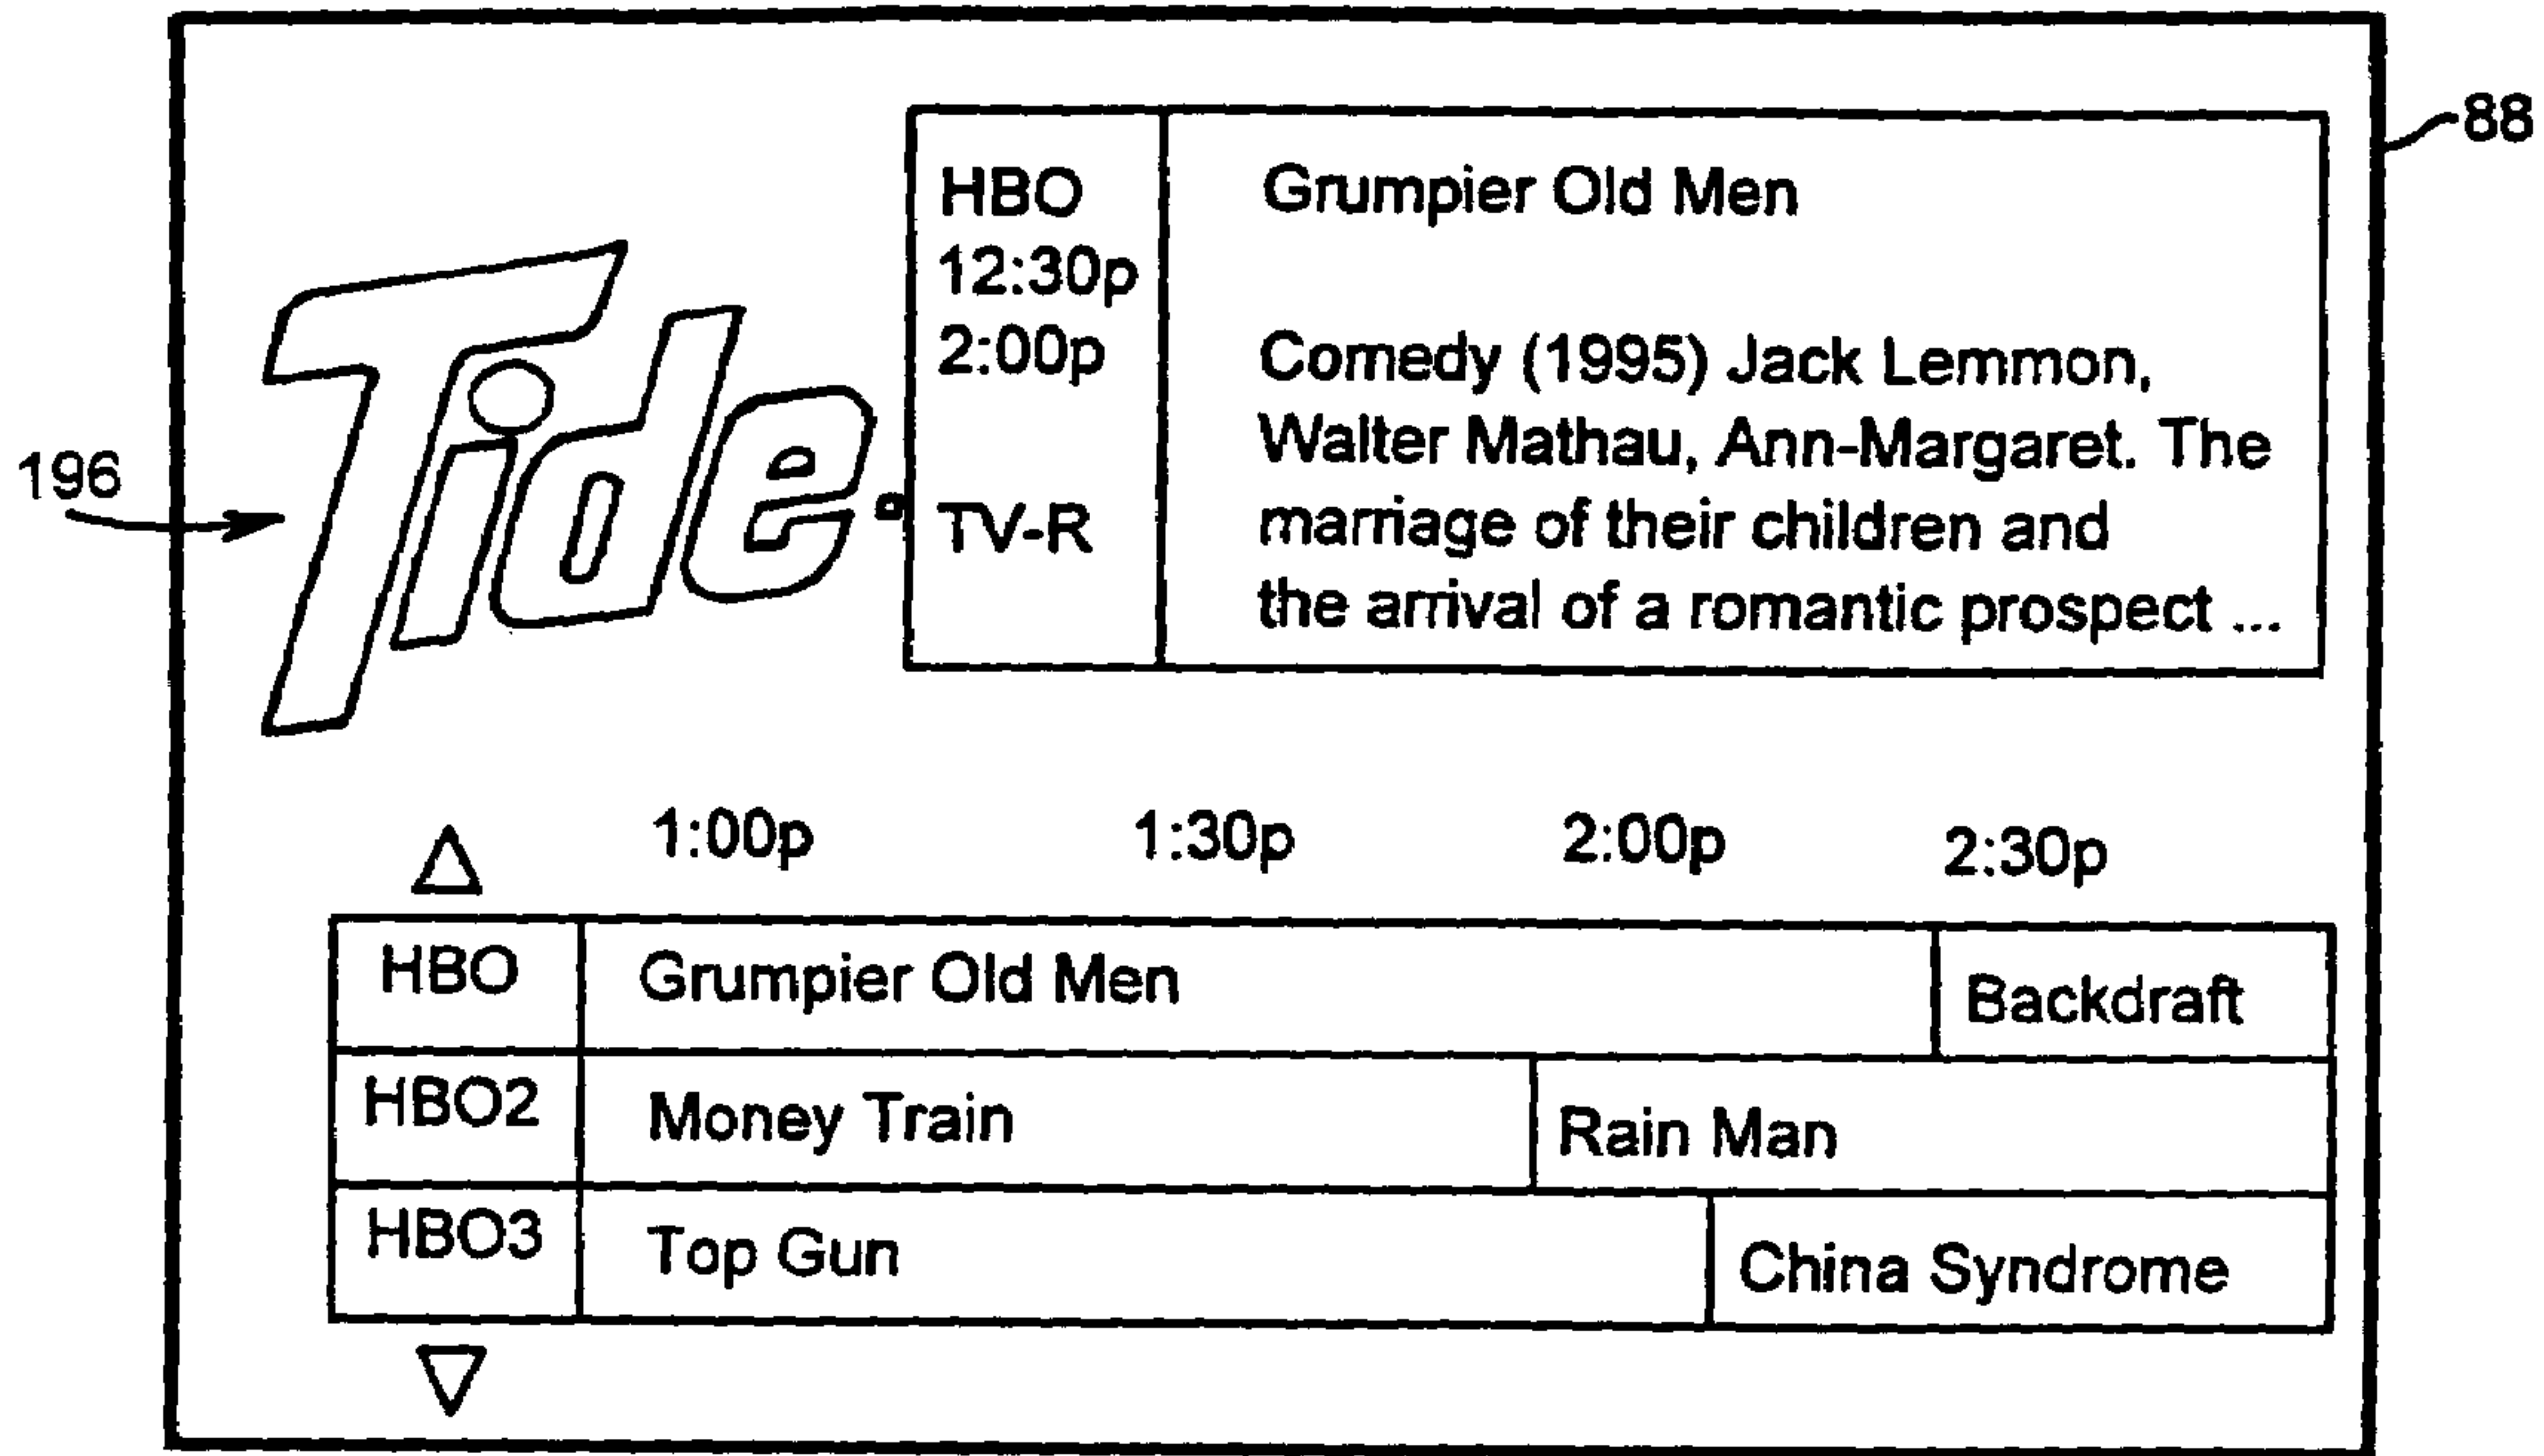 88
HBO
12:30p
2:00p
TV-R
Grumpier Old Men
Comedy (1995) Jack Lemmon,
Walter Mathau, Ann-Margaret. The
marriage of their children and
the arrival of a romantic prospect ...
Tide.
196
1:00p 1:30p 2:00p 2:30p
HBO Grumpier Old Men Backdraft
HBO2 Money Train Rain Man
HBO3 Top Gun China Syndrome